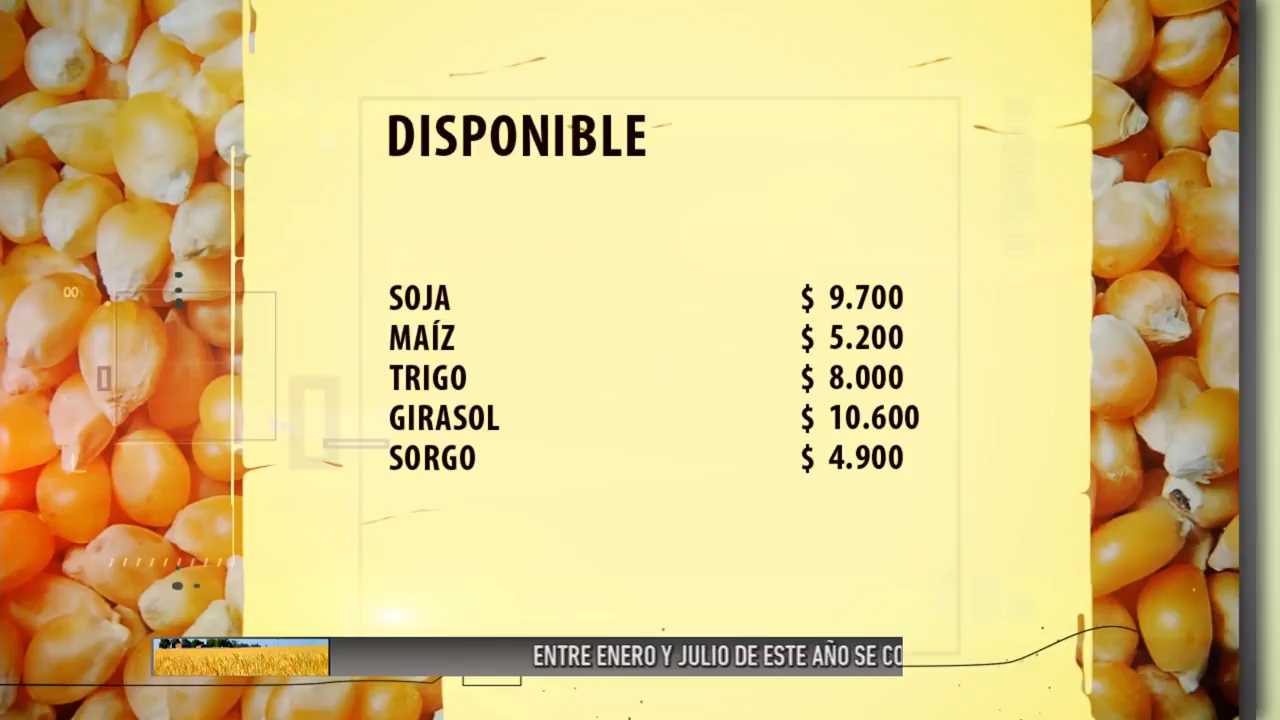 DISPONIBLE
SOJA $ 9.700
MAÍZ $ 5.200
TRIGO $ 8.000
GIRASOL $ 10.600
SORGO $ 4.900
ENTRE ENERO Y JULIO DE ESTE AÑO SE CO